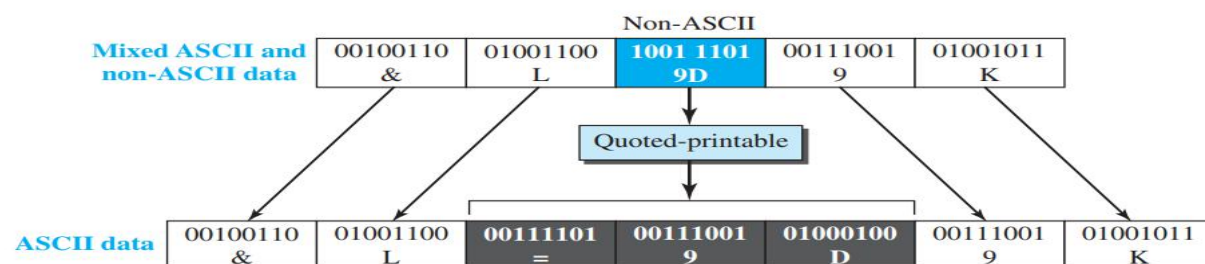 Non-ASCII
Mixed ASCII and 00100110 01001100 1001 1101 00111001 01001011
non-ASCII data & L 9D 9 K
Quoted-printable
ASCII data 00100110 01001100 00111101 00111001 01000100 00111001 01001011
& L = 9 D 9 K